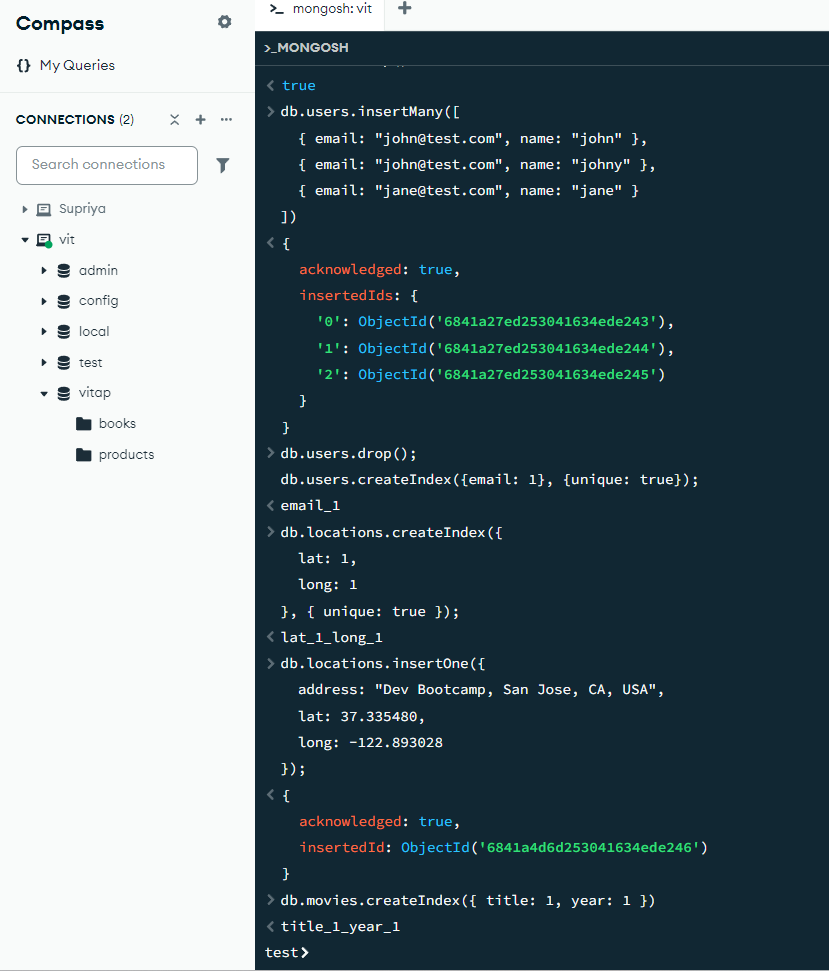 Compass
My Queries
CONNECTIONS (2)
Search connections
Supriya
vit
admin
config
local
test
vitap
books
products
>_ mongosh: vit
>_MONGOSH
< true
> db.users.insertMany([
{ email: "john@test.com", name: "john" },
{ email: "john@test.com", name: "johny" },
{ email: "jane@test.com", name: "jane" }
])
< {
acknowledged: true,
insertedIds: {
'0': ObjectId('6841a27ed253041634ede243'),
'1': ObjectId('6841a27ed253041634ede244'),
'2': ObjectId('6841a27ed253041634ede245')
}
}
> db.users.drop();
db.users.createIndex({email: 1}, {unique: true});
< email_1
> db.locations.createIndex({
lat: 1,
long: 1
}, { unique: true });
< lat_1_long_1
> db.locations.insertOne({
address: "Dev Bootcamp, San Jose, CA, USA",
lat: 37.335480,
long: -122.893028
});
< {
acknowledged: true,
insertedId: ObjectId('6841a4d6d253041634ede246')
}
> db.movies.createIndex({ title: 1, year: 1 })
< title_1_year_1
test>